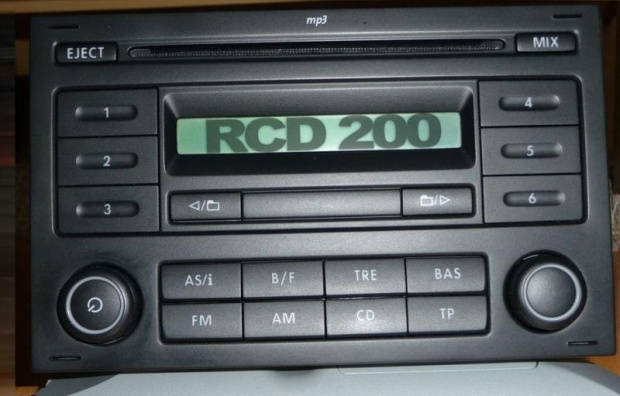 mp3
EJECT
MIX
1
4
RCD 200
2
5
3
6
AS/i
B/F
TRE
BAS
FM
AM
CD
TP